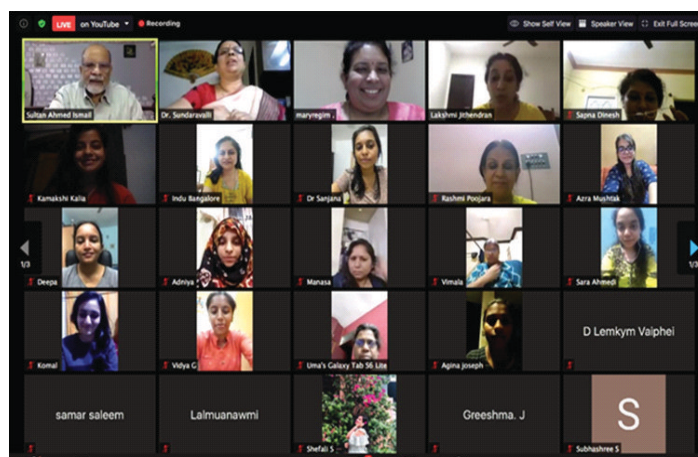 LIVE on YouTube Recording Show Self View Speaker View Exit Full Screen
Sultan Ahmed Ismail Dr. Sundaravalli maryregim . Lakshmi Jithendran Sapna Dinesh
Kamakshi Kalia Indu Bangalore Dr Sanjana Rashmi Poojara Azra Mushtak
1/3 1/3
Deepa Adniya Manasa Vimala Sara Ahmedi
D Lemkym Vaiphei
Komal Vidya G Uma's Galaxy Tab S6 Lite Agina Joseph
samar saleem Lalmuanawmi Greeshma. J S
Shefali S Subhashree S